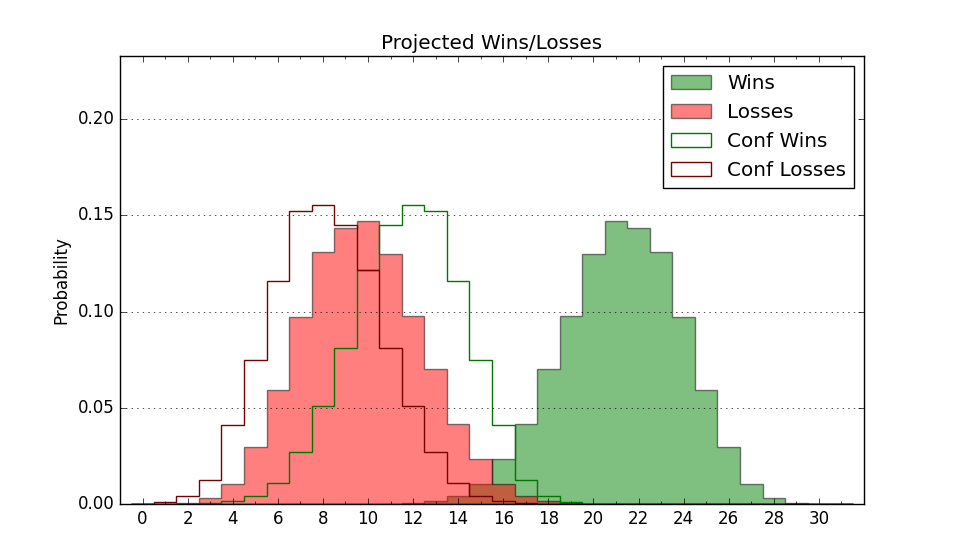 Projected Wins/Losses
Wins
Losses
Conf Wins
Conf Losses
Probability
0.20
0.15
0.10
0.05
0.00
0 2 4 6 8 10 12 14 16 18 20 22 24 26 28 30